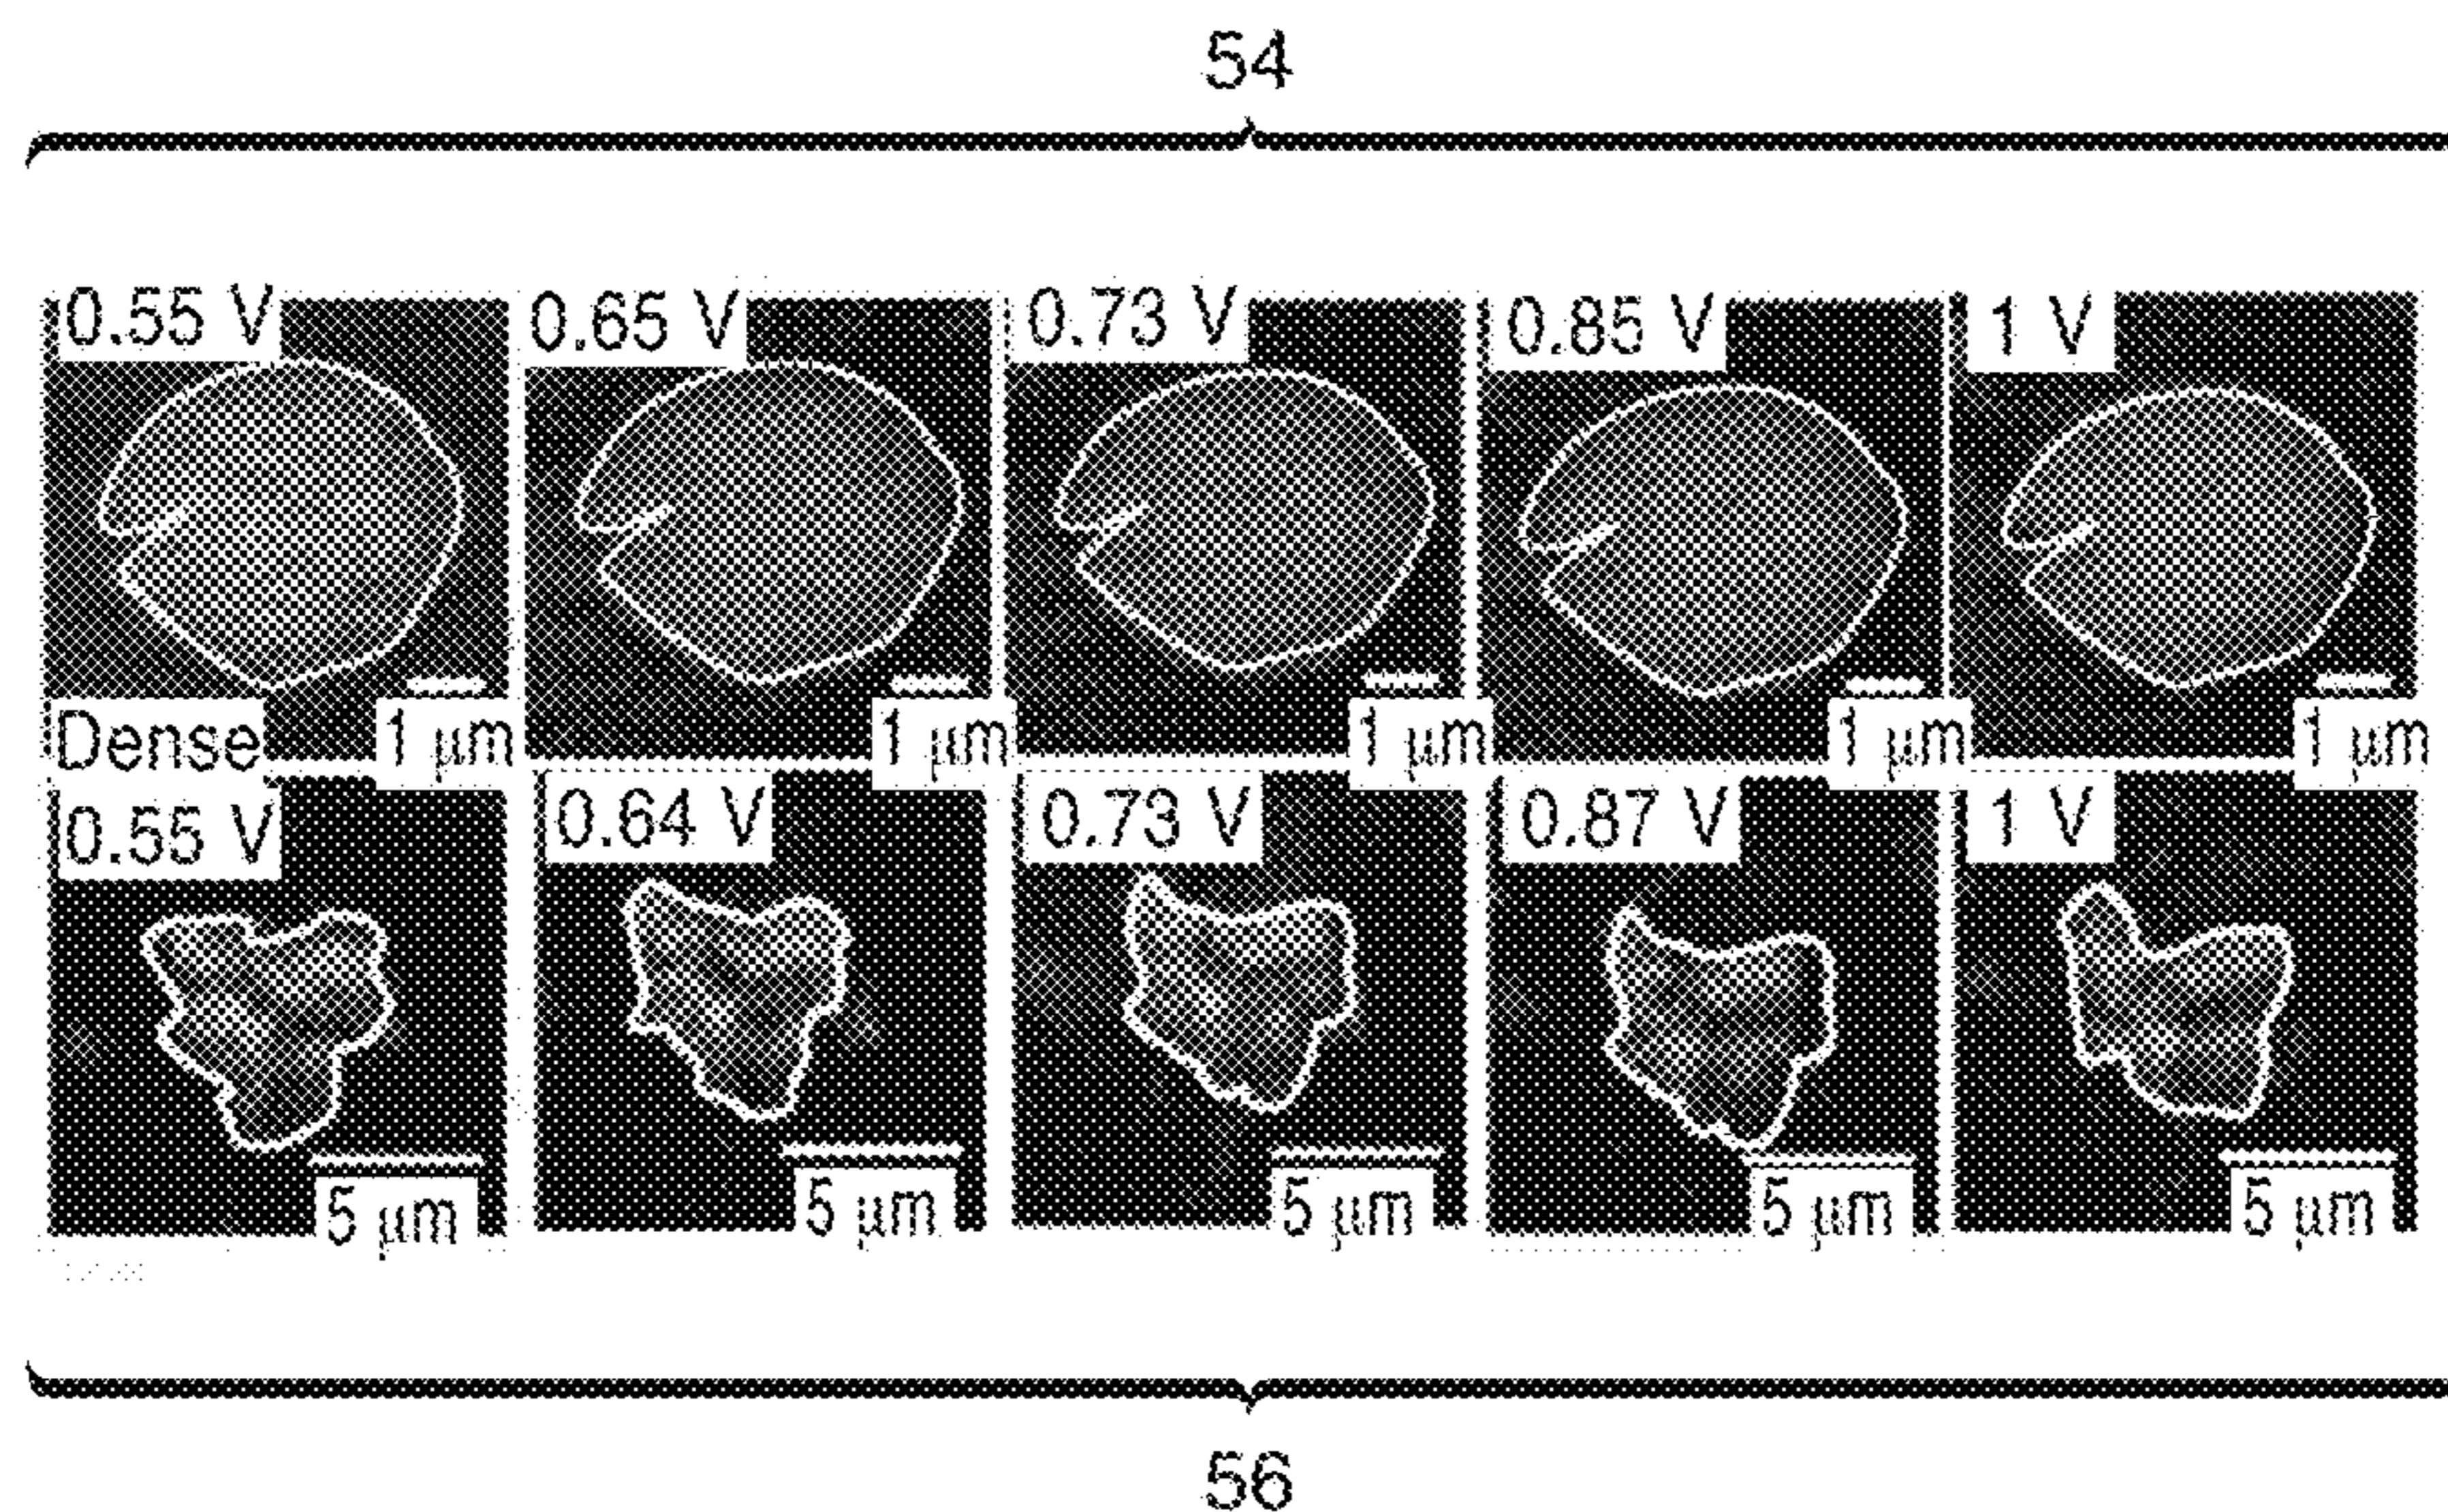 54
0.55 V 0.65 V 0.73 V 0.85 V 1 V
Dense 1 µm 1 µm 1 µm 1 µm 1 µm
0.55 V 0.64 V 0.73 V 0.87 V 1 V
5 µm 5 µm 5 µm 5 µm 5 µm
56